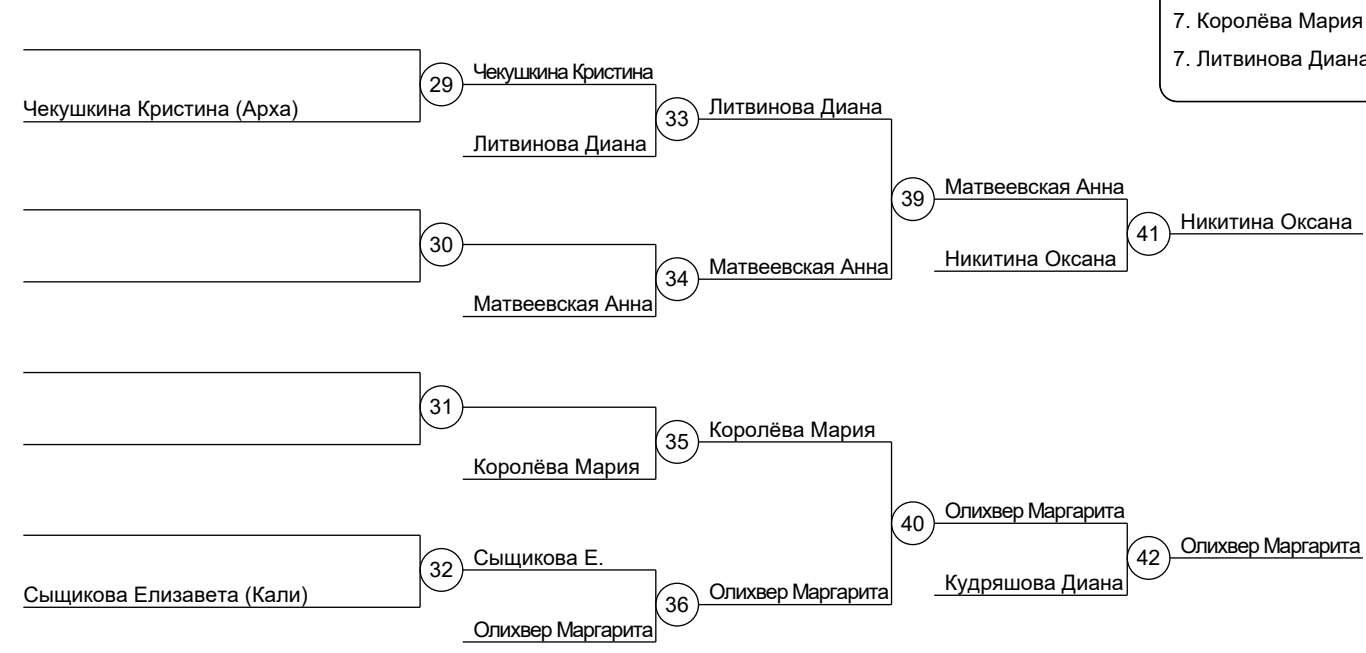 7. Королёва Мария
7. Литвинова Диана
29
Чекушкина Кристина
Чекушкина Кристина (Арха)
33
Литвинова Диана
Литвинова Диана
39
Матвеевская Анна
41
Никитина Оксана
30
Никитина Оксана
34
Матвеевская Анна
Матвеевская Анна
31
35
Королёва Мария
Королёва Мария
40
Олихвер Маргарита
32
Сыщикова Е.
42
Олихвер Маргарита
Сыщикова Елизавета (Кали)
36
Олихвер Маргарита
Кудряшова Диана
Олихвер Маргарита